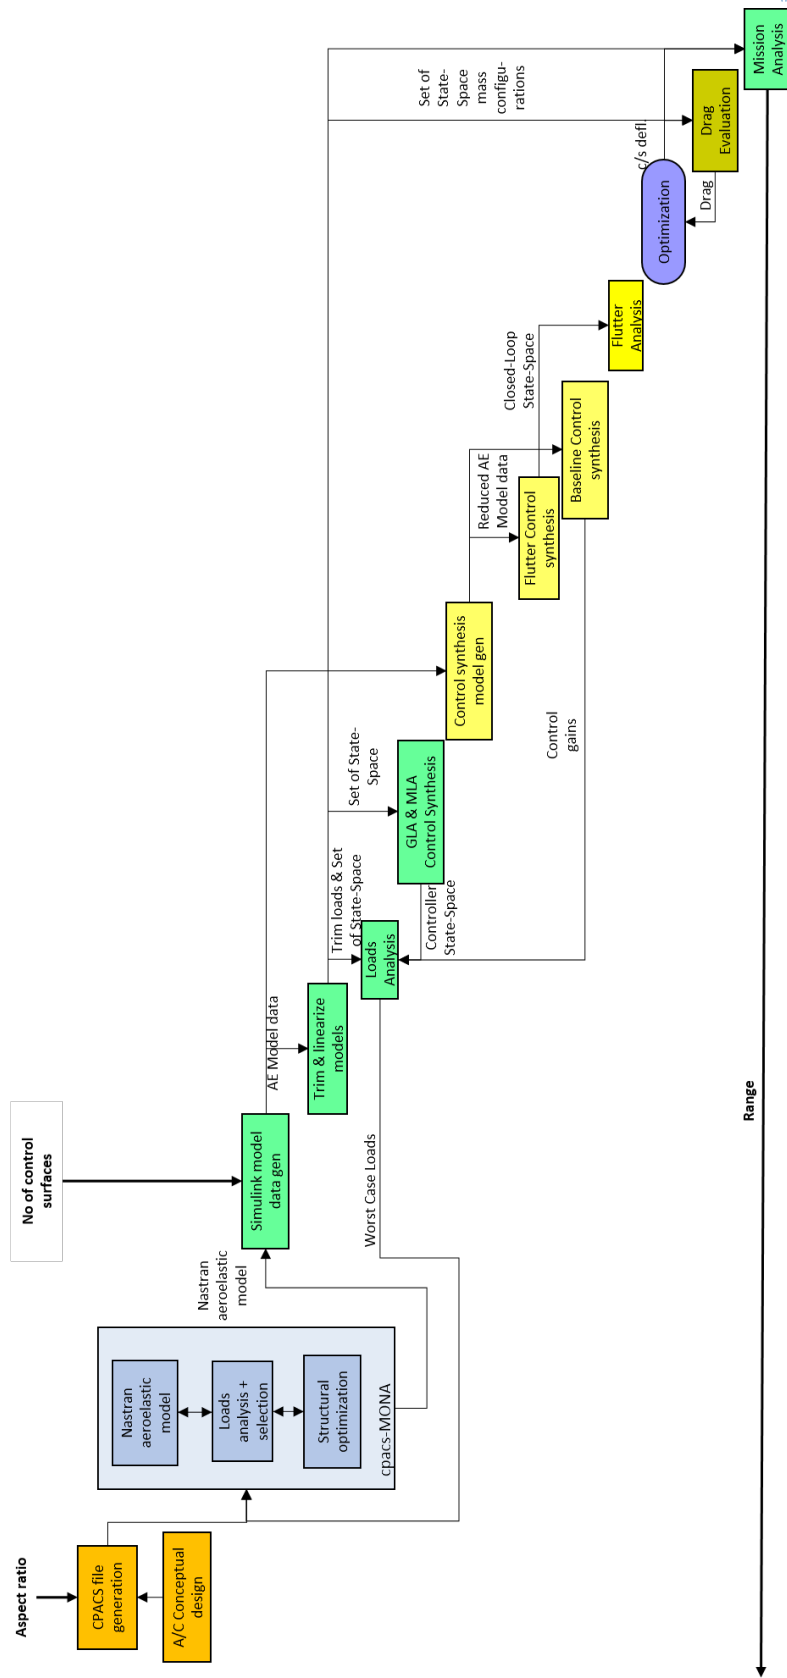 Aspect ratio
CPACS file
generation
A/C Conceptual
design
Nastran
aeroelastic
model
Loads
analysis +
selection
Structural
optimization
cpacs-MONA
Nastran
aeroelastic
model
No of control
surfaces
Simulink model
data gen
AE Model data
Trim & linearize
models
Worst Case Loads
Trim loads & Set
of State-Space
Loads
Analysis
Controller
State-Space
Set of State-
Space
GLA & MLA
Control Synthesis
Control synthesis
model gen
Control
gains
Reduced AE
Model data
Flutter Control
synthesis
Baseline Control
synthesis
Closed-Loop
State-Space
Flutter
Analysis
Optimization
c/s defl.
Drag
Drag
Evaluation
Set of
State-
Space
mass
configu-
rations
Mission
Analysis
Range